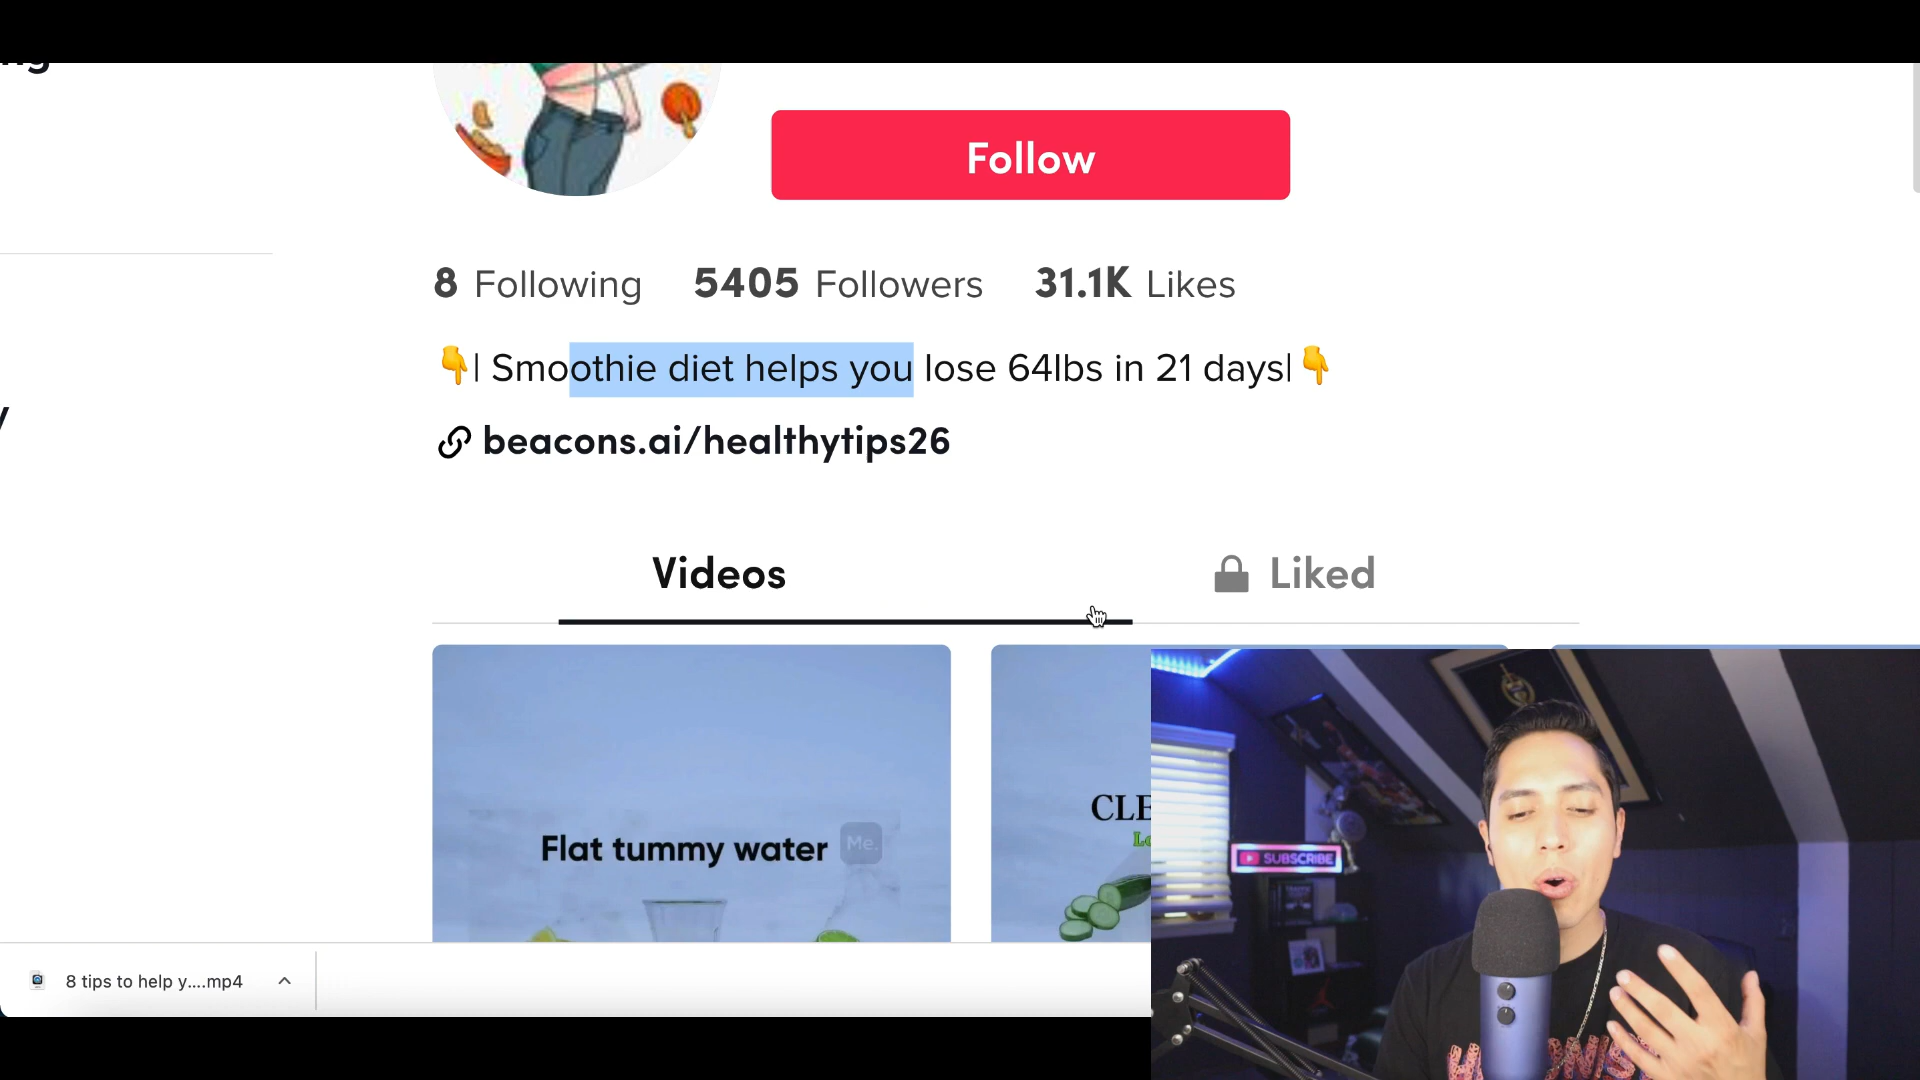 Follow
8 Following 5405 Followers 31.1K Likes
👇| Smoothie diet helps you lose 64lbs in 21 days|👇
beacons.ai/healthytips26
Videos
Liked
Flat tummy water
Me.
CLE
SUBSCRIBE
8 tips to help y....mp4